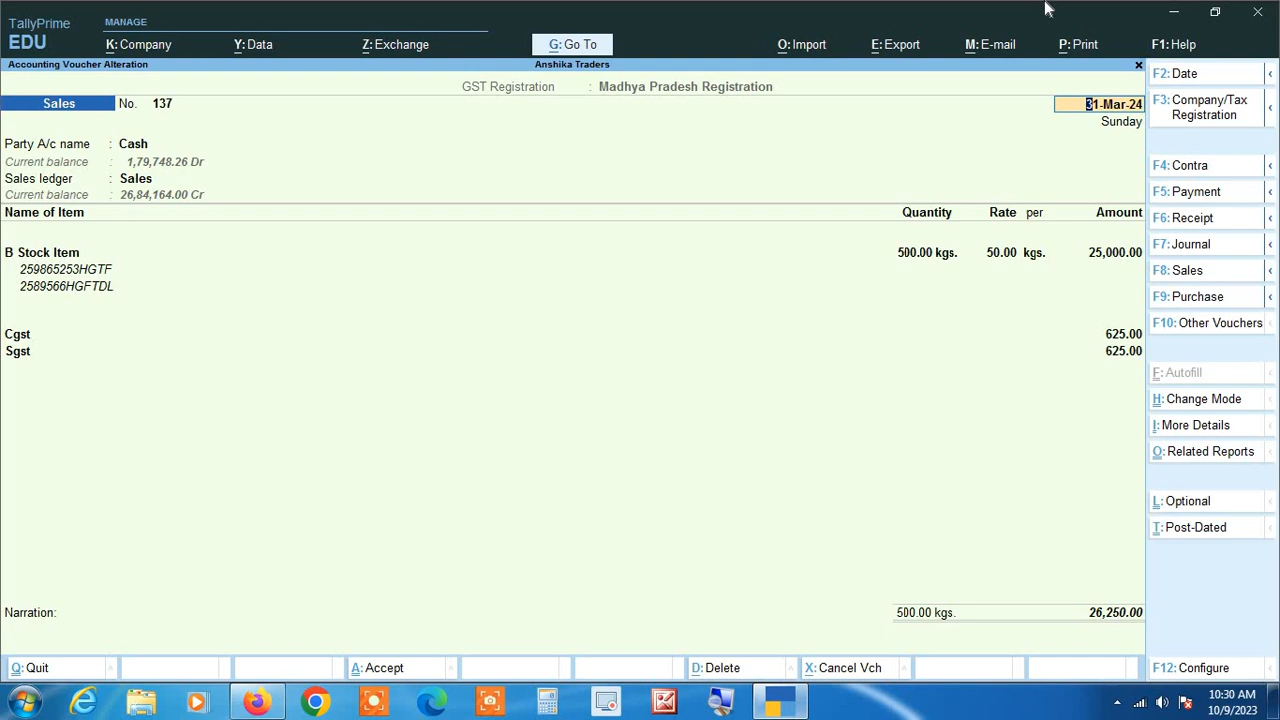 TallyPrime
EDU
MANAGE
K: Company
Y: Data
Z: Exchange
G: Go To
O: Import
E: Export
M: E-mail
P: Print
F1: Help
Accounting Voucher Alteration
Anshika Traders
GST Registration : Madhya Pradesh Registration
Sales No. 137
31-Mar-24
Sunday
Party A/c name : Cash
Current balance : 1,79,748.26 Dr
Sales ledger : Sales
Current balance : 26,84,164.00 Cr
Name of Item Quantity Rate per Amount
B Stock Item 500.00 kgs. 50.00 kgs. 25,000.00
259865253HGTF
2589566HGFTDL
Cgst 625.00
Sgst 625.00
Narration: 500.00 kgs. 26,250.00
Q: Quit
A: Accept
D: Delete
X: Cancel Vch
F2: Date
F3: Company/Tax
Registration
F4: Contra
F5: Payment
F6: Receipt
F7: Journal
F8: Sales
F9: Purchase
F10: Other Vouchers
F: Autofill
H: Change Mode
I: More Details
O: Related Reports
L: Optional
T: Post-Dated
F12: Configure
10:30 AM
10/9/2023